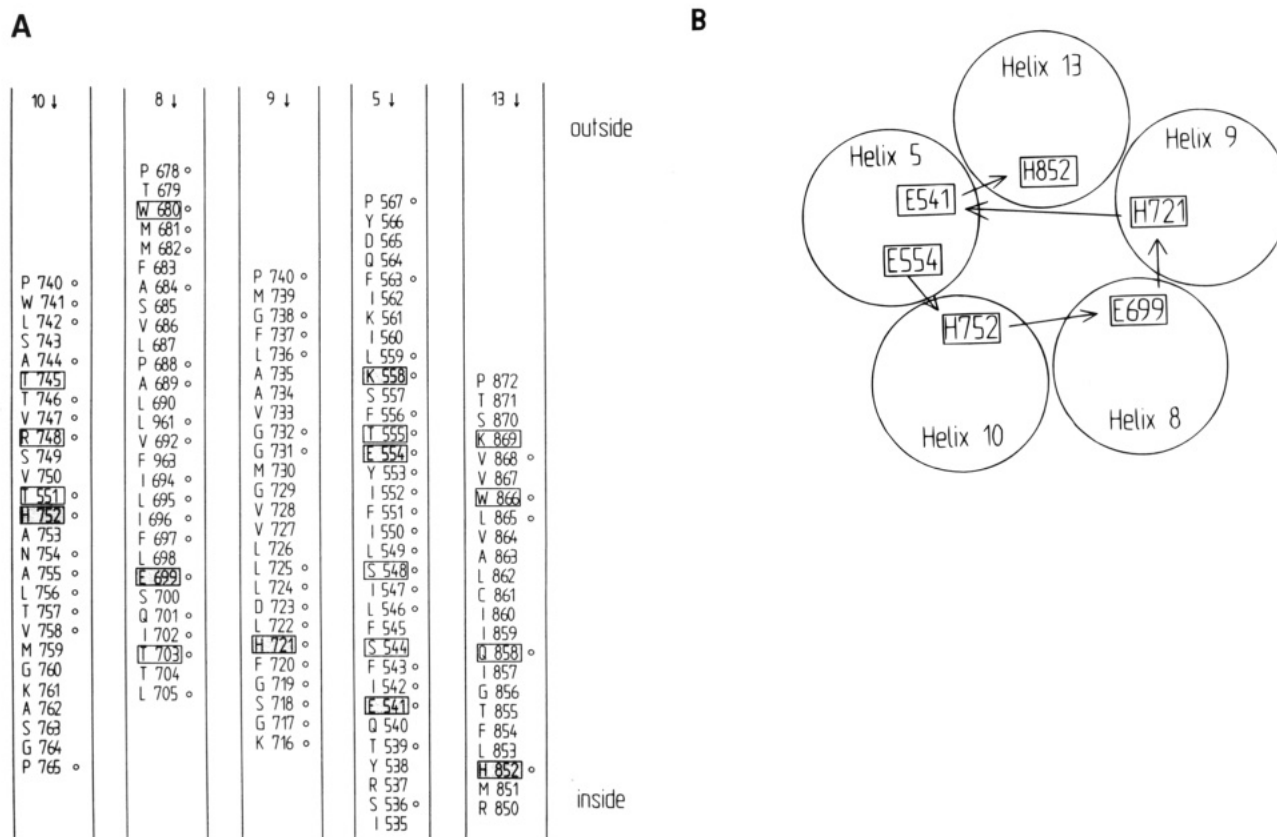 A
10 ↓
P 740
W 741
L 742
S 743
A 744
T 745
T 746
V 747
R 748
S 749
V 750
T 551
H 752
A 753
N 754
A 755
L 756
T 757
V 758
M 759
G 760
K 761
A 762
S 763
G 764
P 765
8 ↓
P 678
T 679
W 680
M 681
M 682
F 683
A 684
S 685
V 686
L 687
P 688
A 689
L 690
L 961
V 692
F 963
I 694
L 695
I 696
F 697
L 698
E 699
S 700
Q 701
I 702
T 703
T 704
L 705
9 ↓
P 740
M 739
G 738
F 737
L 736
A 735
A 734
V 733
G 732
G 731
M 730
G 729
V 728
V 727
L 726
L 725
L 724
D 723
L 722
H 721
F 720
G 719
S 718
G 717
K 716
5 ↓
P 567
Y 566
D 565
Q 564
F 563
I 562
K 561
I 560
L 559
K 558
S 557
F 556
T 555
E 554
Y 553
I 552
F 551
I 550
L 549
S 548
I 547
L 546
F 545
S 544
F 543
I 542
E 541
Q 540
T 539
Y 538
R 537
S 536
I 535
13 ↓
P 872
T 871
S 870
K 869
V 868
V 867
W 866
L 865
V 864
A 863
L 862
C 861
I 860
I 859
Q 858
I 857
G 856
T 855
F 854
L 853
H 852
M 851
R 850
outside
inside
B
Helix 13
H852
Helix 9
H721
Helix 5
E541
E554
H752
Helix 10
E699
Helix 8